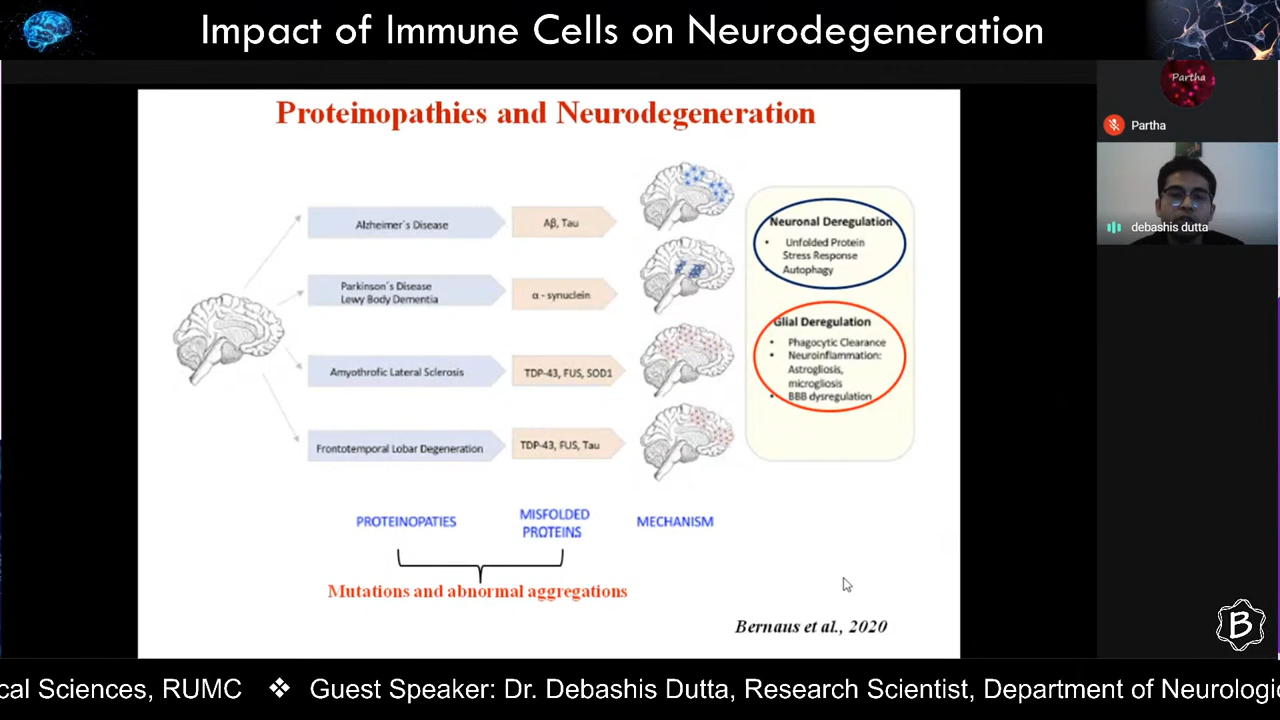 Impact of Immune Cells on Neurodegeneration
Partha
Partha
debashis dutta
Proteinopathies and Neurodegeneration
Alzheimer´s Disease
Aβ, Tau
Parkinson´s Disease
Lewy Body Dementia
α - synuclein
Amyothrofic Lateral Sclerosis
TDP-43, FUS, SOD1
Frontotemporal Lobar Degeneration
TDP-43, FUS, Tau
Neuronal Deregulation
• Unfolded Protein
Stress Response
• Autophagy
Glial Deregulation
• Phagocytic Clearance
• Neuroinflammation:
Astrogliosis,
microgliosis
• BBB dysregulation
PROTEINOPATIES
MISFOLDED
PROTEINS
MECHANISM
Mutations and abnormal aggregations
Bernaus et al., 2020
B
cal Sciences, RUMC ❖ Guest Speaker: Dr. Debashis Dutta, Research Scientist, Department of Neurologic